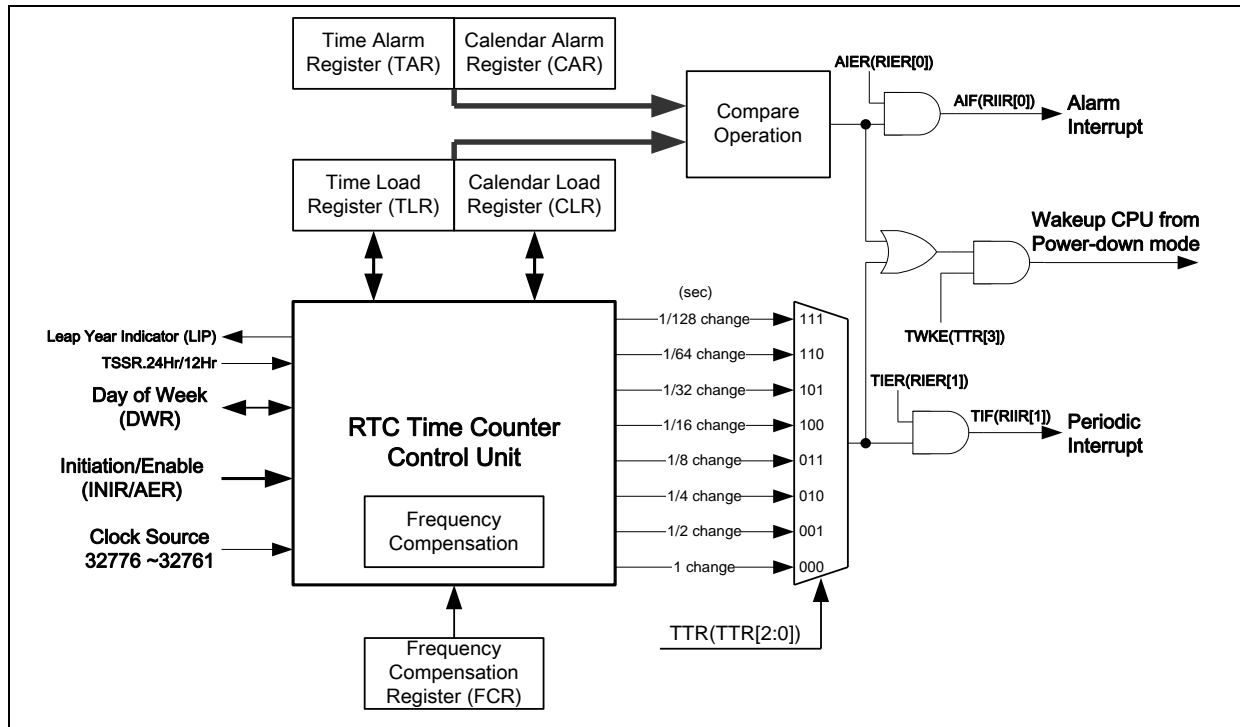 Time Alarm
Register (TAR)
Calendar Alarm
Register (CAR)
Compare
Operation
AIER(RIER[0])
AIF(RIIR[0])
Alarm
Interrupt
Time Load
Register (TLR)
Calendar Load
Register (CLR)
Wakeup CPU from
Power-down mode
TWKE(TTR[3])
(sec)
1/128 change
111
1/64 change
110
1/32 change
101
1/16 change
100
1/8 change
011
1/4 change
010
1/2 change
001
1 change
000
TIER(RIER[1])
TIF(RIIR[1])
Periodic
Interrupt
Leap Year Indicator (LIP)
TSSR.24Hr/12Hr
Day of Week
(DWR)
Initiation/Enable
(INIR/AER)
Clock Source
32776 ~32761
RTC Time Counter
Control Unit
Frequency
Compensation
TTR(TTR[2:0])
Frequency
Compensation
Register (FCR)